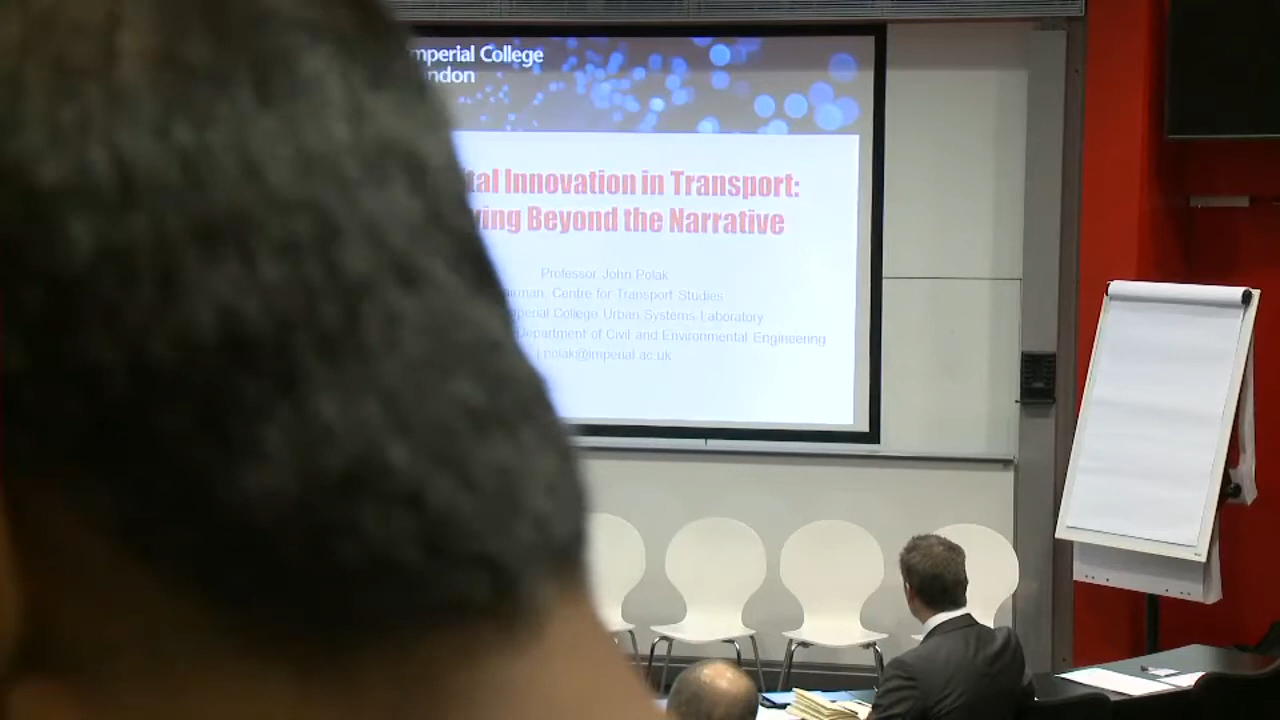 mperial College
ndon
tal Innovation in Transport:
ving Beyond the Narrative
Professor John Polak
airman, Centre for Transport Studies
perial College Urban Systems Laboratory
Department of Civil and Environmental Engineering
j.polak@imperial.ac.uk